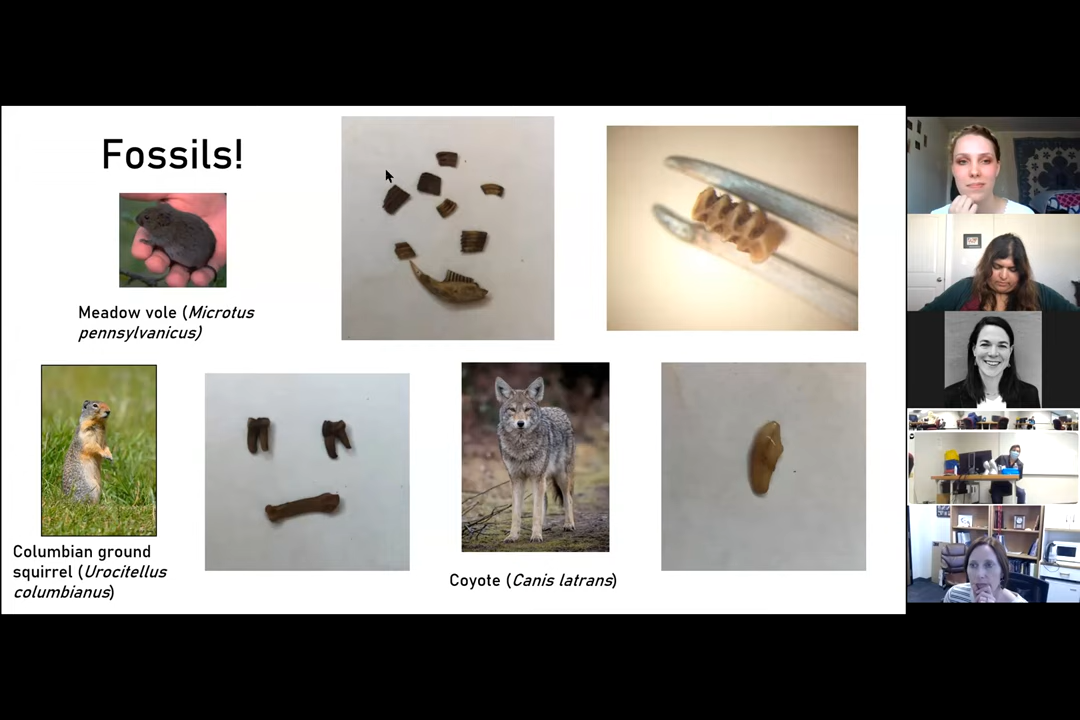 Fossils!
Meadow vole (Microtus
pennsylvanicus)
Columbian ground
squirrel (Urocitellus
columbianus)
Coyote (Canis latrans)